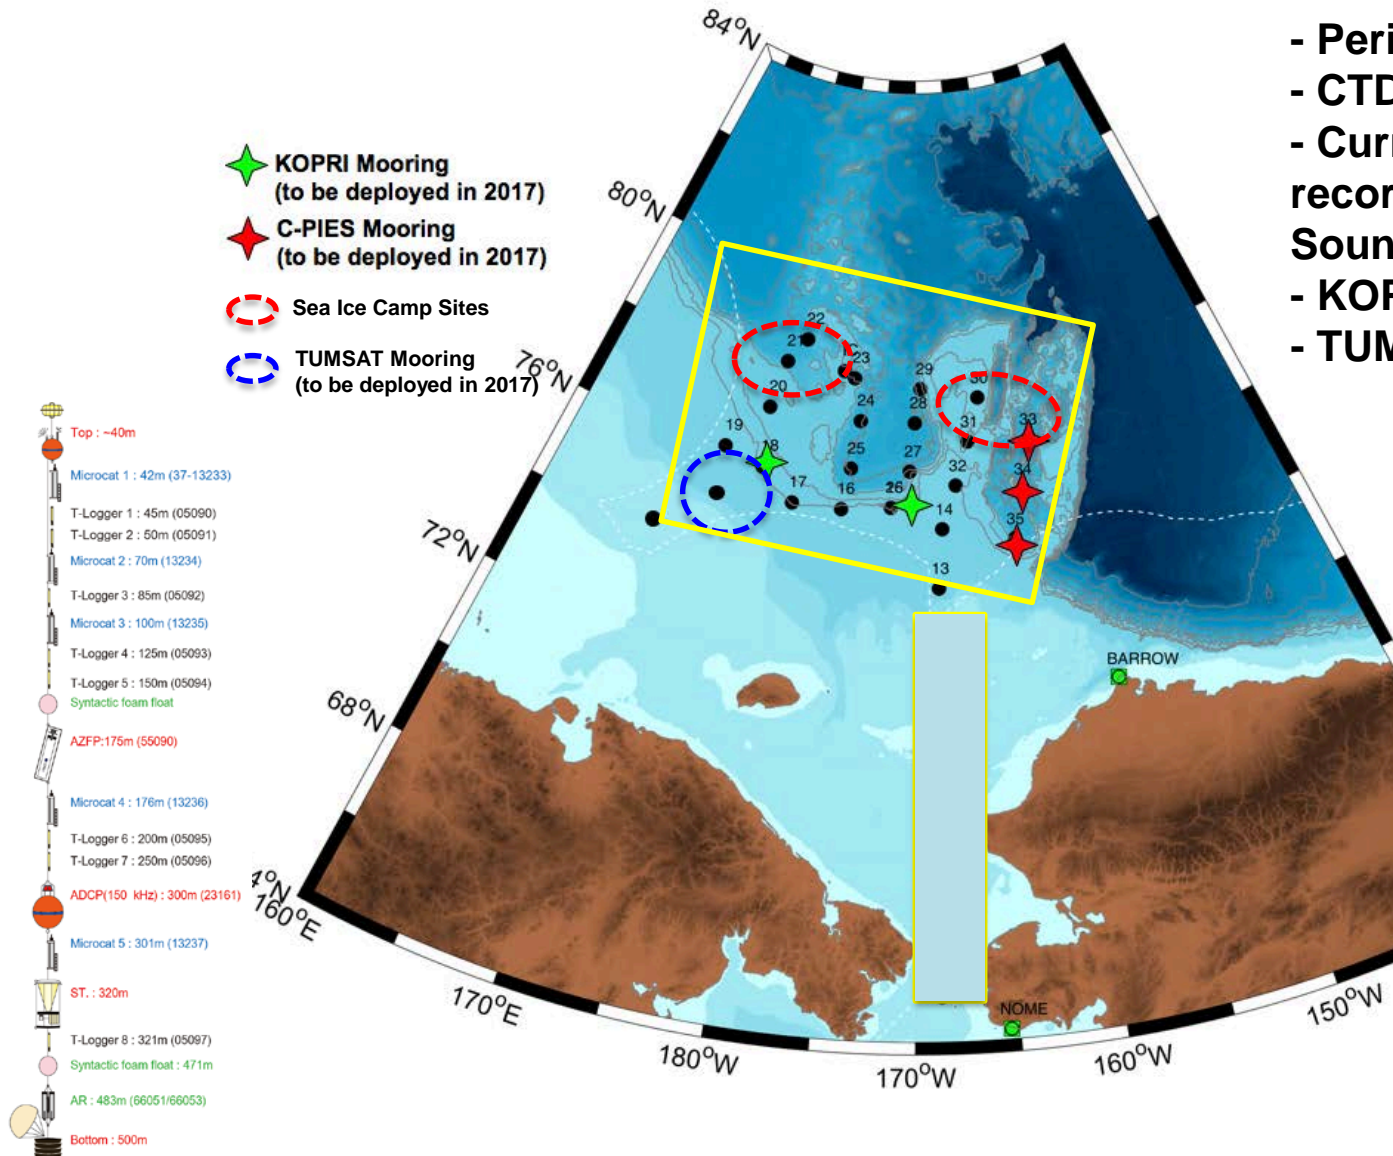 84°N
80°N
76°N
72°N
68°N
4°N
160°E
170°E
180°W
170°W
160°W
150°W
KOPRI Mooring
(to be deployed in 2017)
C-PIES Mooring
(to be deployed in 2017)
Sea Ice Camp Sites
TUMSAT Mooring
(to be deployed in 2017)
- Peri
- CTD
- Curr
recor
Soun
- KOP
- TUM
22
21
C
23
20
24
29
30
28
31
33
19
18
25
27
32
34
17
16
26
14
35
13
BARROW
NOME
Top : ~40m
Microcat 1 : 42m (37-13233)
T-Logger 1 : 45m (05090)
T-Logger 2 : 50m (05091)
Microcat 2 : 70m (13234)
T-Logger 3 : 85m (05092)
Microcat 3 : 100m (13235)
T-Logger 4 : 125m (05093)
T-Logger 5 : 150m (05094)
Syntactic foam float
AZFP:175m (55090)
Microcat 4 : 176m (13236)
T-Logger 6 : 200m (05095)
T-Logger 7 : 250m (05096)
ADCP(150 kHz) : 300m (23161)
Microcat 5 : 301m (13237)
ST. : 320m
T-Logger 8 : 321m (05097)
Syntactic foam float : 471m
AR : 483m (66051/66053)
Bottom : 500m